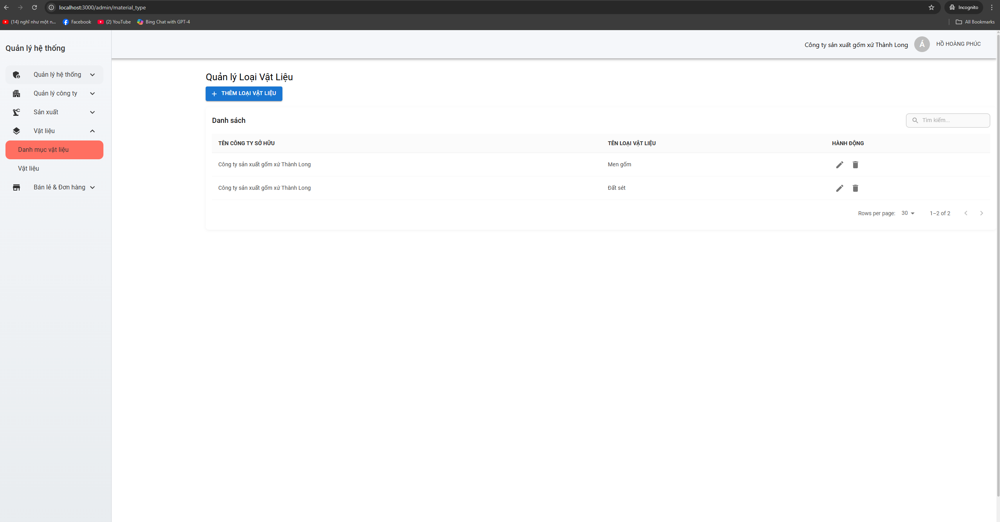 localhost:3000/admin/material_type
Incognito
(14) nghĩ như một n...
Facebook
(2) YouTube
Bing Chat with GPT-4
All Bookmarks
Quản lý hệ thống
Công ty sản xuất gốm xứ Thành Long
Á
HỒ HOÀNG PHÚC
Quản lý hệ thống
Quản lý công ty
Sản xuất
Vật liệu
Danh mục vật liệu
Vật liệu
Bán lẻ & Đơn hàng
Quản lý Loại Vật Liệu
THÊM LOẠI VẬT LIỆU
Danh sách
Tìm kiếm...
TÊN CÔNG TY SỞ HỮU TÊN LOẠI VẬT LIỆU HÀNH ĐỘNG
Công ty sản xuất gốm xứ Thành Long Men gốm
Công ty sản xuất gốm xứ Thành Long Đất sét
Rows per page: 30 1–2 of 2